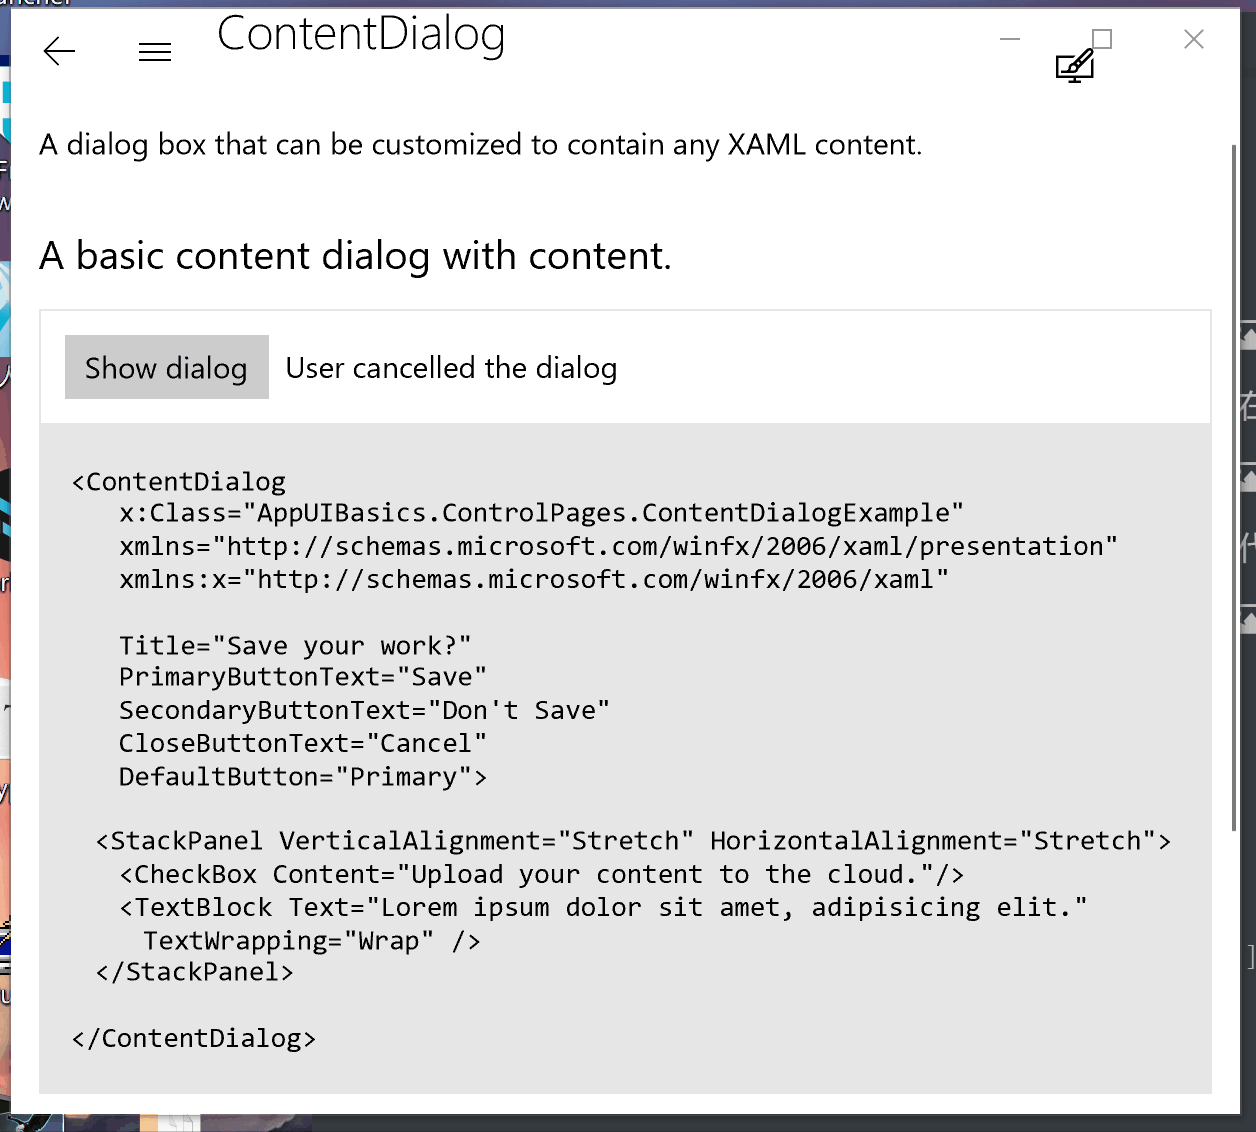 ContentDialog
A dialog box that can be customized to contain any XAML content.
A basic content dialog with content.
Show dialog User cancelled the dialog
<ContentDialog
x:Class="AppUIBasics.ControlPages.ContentDialogExample"
xmlns="http://schemas.microsoft.com/winfx/2006/xaml/presentation"
xmlns:x="http://schemas.microsoft.com/winfx/2006/xaml"
Title="Save your work?"
PrimaryButtonText="Save"
SecondaryButtonText="Don't Save"
CloseButtonText="Cancel"
DefaultButton="Primary">
<StackPanel VerticalAlignment="Stretch" HorizontalAlignment="Stretch">
<CheckBox Content="Upload your content to the cloud."/>
<TextBlock Text="Lorem ipsum dolor sit amet, adipisicing elit."
TextWrapping="Wrap" />
</StackPanel>
</ContentDialog>